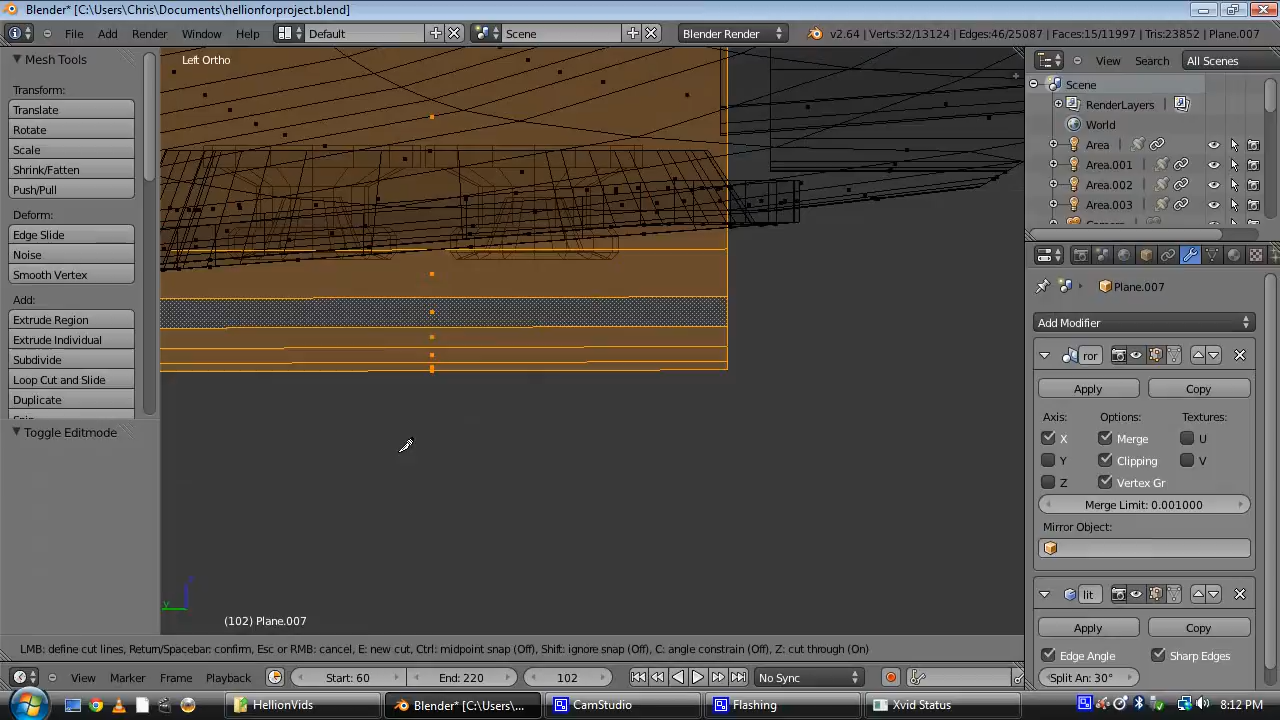 Blender* [C:\Users\Chris\Documents\hellionforproject.blend]
File Add Render Window Help Default Scene Blender Render v2.64 | Verts:32/13124 | Edges:46/25087 | Faces:15/11997 | Tris:23852 | Plane.007
Mesh Tools
Left Ortho
View Search All Scenes
Transform:
Translate
Rotate
Scale
Shrink/Fatten
Push/Pull
Deform:
Edge Slide
Noise
Smooth Vertex
Add:
Extrude Region
Extrude Individual
Subdivide
Loop Cut and Slide
Duplicate
Toggle Editmode
Scene
RenderLayers
World
Area
Area.001
Area.002
Area.003
Plane.007
Add Modifier
ror
Apply Copy
Axis: Options: Textures:
X Merge U
Y Clipping V
Z Vertex Gr
Merge Limit: 0.001000
Mirror Object:
lit
Apply Copy
Edge Angle Sharp Edges
Split An: 30°
Y
(102) Plane.007
LMB: define cut lines, Return/Spacebar: confirm, Esc or RMB: cancel, E: new cut, Ctrl: midpoint snap (Off), Shift: ignore snap (Off), C: angle constrain (Off), Z: cut through (On)
View Marker Frame Playback Start: 60 End: 220 102 No Sync
HellionVids Blender* [C:\Users\... CamStudio Flashing Xvid Status 8:12 PM